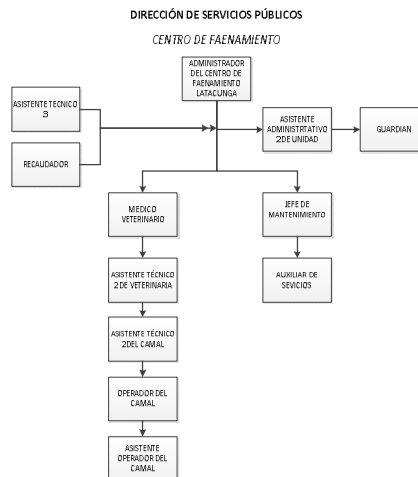 DIRECCIÓN DE SERVICIOS PÚBLICOS
CENTRO DE FAENAMIENTO
ADMINISTRADOR
DEL CENTRO DE
FAENAMIENTO
LATACUNGA
ASISTENTE TECNICO
3
RECAUDADOR
ASISTENTE
ADMINISTRTATIVO
2DE UNIDAD
GUARDIAN
MEDICO
VETERINARIO
JEFE DE
MANTENIMIENTO
ASISTENTE TÉCNICO
2 DE VETERINARIA
AUXILIAR DE
SEVICIOS
ASISTENTE TÉCNICO
2DEL CAMAL
OPERADOR DEL
CAMAL
ASISTENTE
OPERADOR DEL
CAMAL